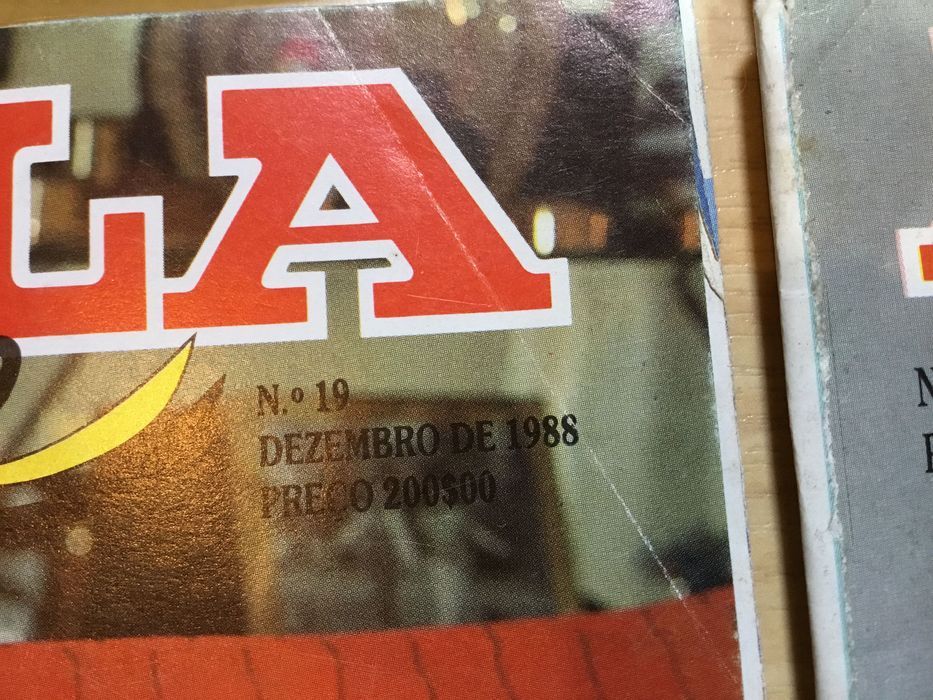 LA
N.º 19
DEZEMBRO DE 1988
PREÇO 200$00